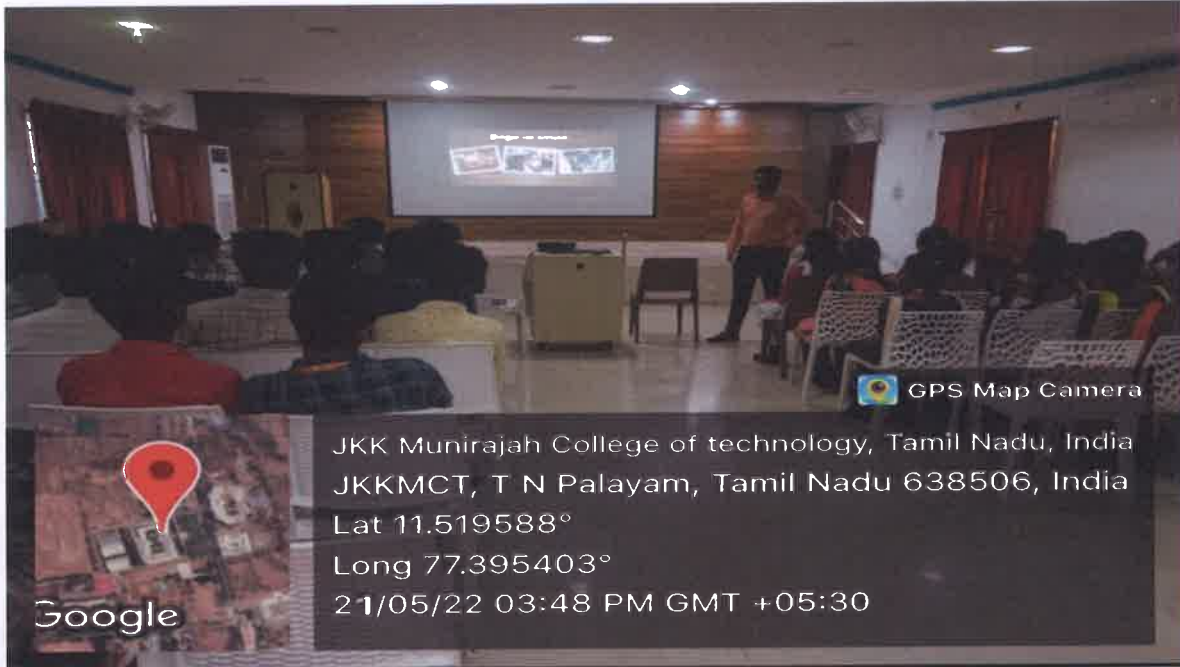 GPS Map Camera
JKK Munirajah College of technology, Tamil Nadu, India
JKKMCT, T N Palayam, Tamil Nadu 638506, India
Lat 11.519588°
Long 77.395403°
21/05/22 03:48 PM GMT +05:30
Google